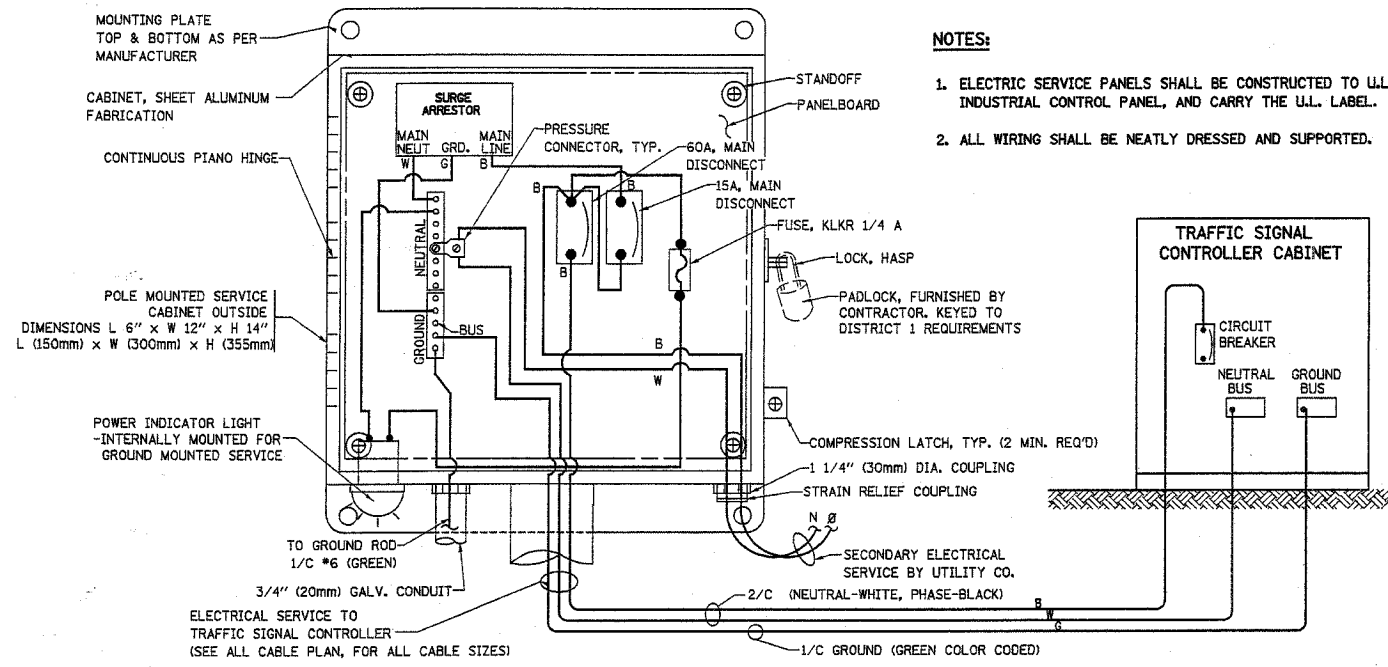 MOUNTING PLATE
TOP & BOTTOM AS PER
MANUFACTURER
CABINET, SHEET ALUMINUM
FABRICATION
CONTINUOUS PIANO HINGE
POLE MOUNTED SERVICE
CABINET OUTSIDE
DIMENSIONS L 6" x W 12" x H 14"
L (150mm) x W (300mm) x H (355mm)
POWER INDICATOR LIGHT
-INTERNALLY MOUNTED FOR
GROUND MOUNTED SERVICE
TO GROUND ROD
1/C #6 (GREEN)
3/4" (20mm) GALV. CONDUIT
ELECTRICAL SERVICE TO
TRAFFIC SIGNAL CONTROLLER
(SEE ALL CABLE PLAN, FOR ALL CABLE SIZES)
SURGE
ARRESTOR
MAIN
NEUT
GRD.
MAIN
LINE
W
G
B
NEUTRAL
GROUND
BUS
PRESSURE
CONNECTOR, TYP.
60A, MAIN
DISCONNECT
15A, MAIN
DISCONNECT
B
B
B
B
W
STANDOFF
PANELBOARD
FUSE, KLKR 1/4 A
LOCK, HASP
PADLOCK, FURNISHED BY
CONTRACTOR. KEYED TO
DISTRICT 1 REQUIREMENTS
COMPRESSION LATCH, TYP. (2 MIN. REQ'D)
1 1/4" (30mm) DIA. COUPLING
STRAIN RELIEF COUPLING
N Ø
SECONDARY ELECTRICAL
SERVICE BY UTILITY CO.
2/C (NEUTRAL-WHITE, PHASE-BLACK)
B
W
G
1/C GROUND (GREEN COLOR CODED)
NOTES:
1. ELECTRIC SERVICE PANELS SHALL BE CONSTRUCTED TO U.L
INDUSTRIAL CONTROL PANEL, AND CARRY THE U.L. LABEL.
2. ALL WIRING SHALL BE NEATLY DRESSED AND SUPPORTED.
TRAFFIC SIGNAL
CONTROLLER CABINET
CIRCUIT
BREAKER
NEUTRAL
BUS
GROUND
BUS